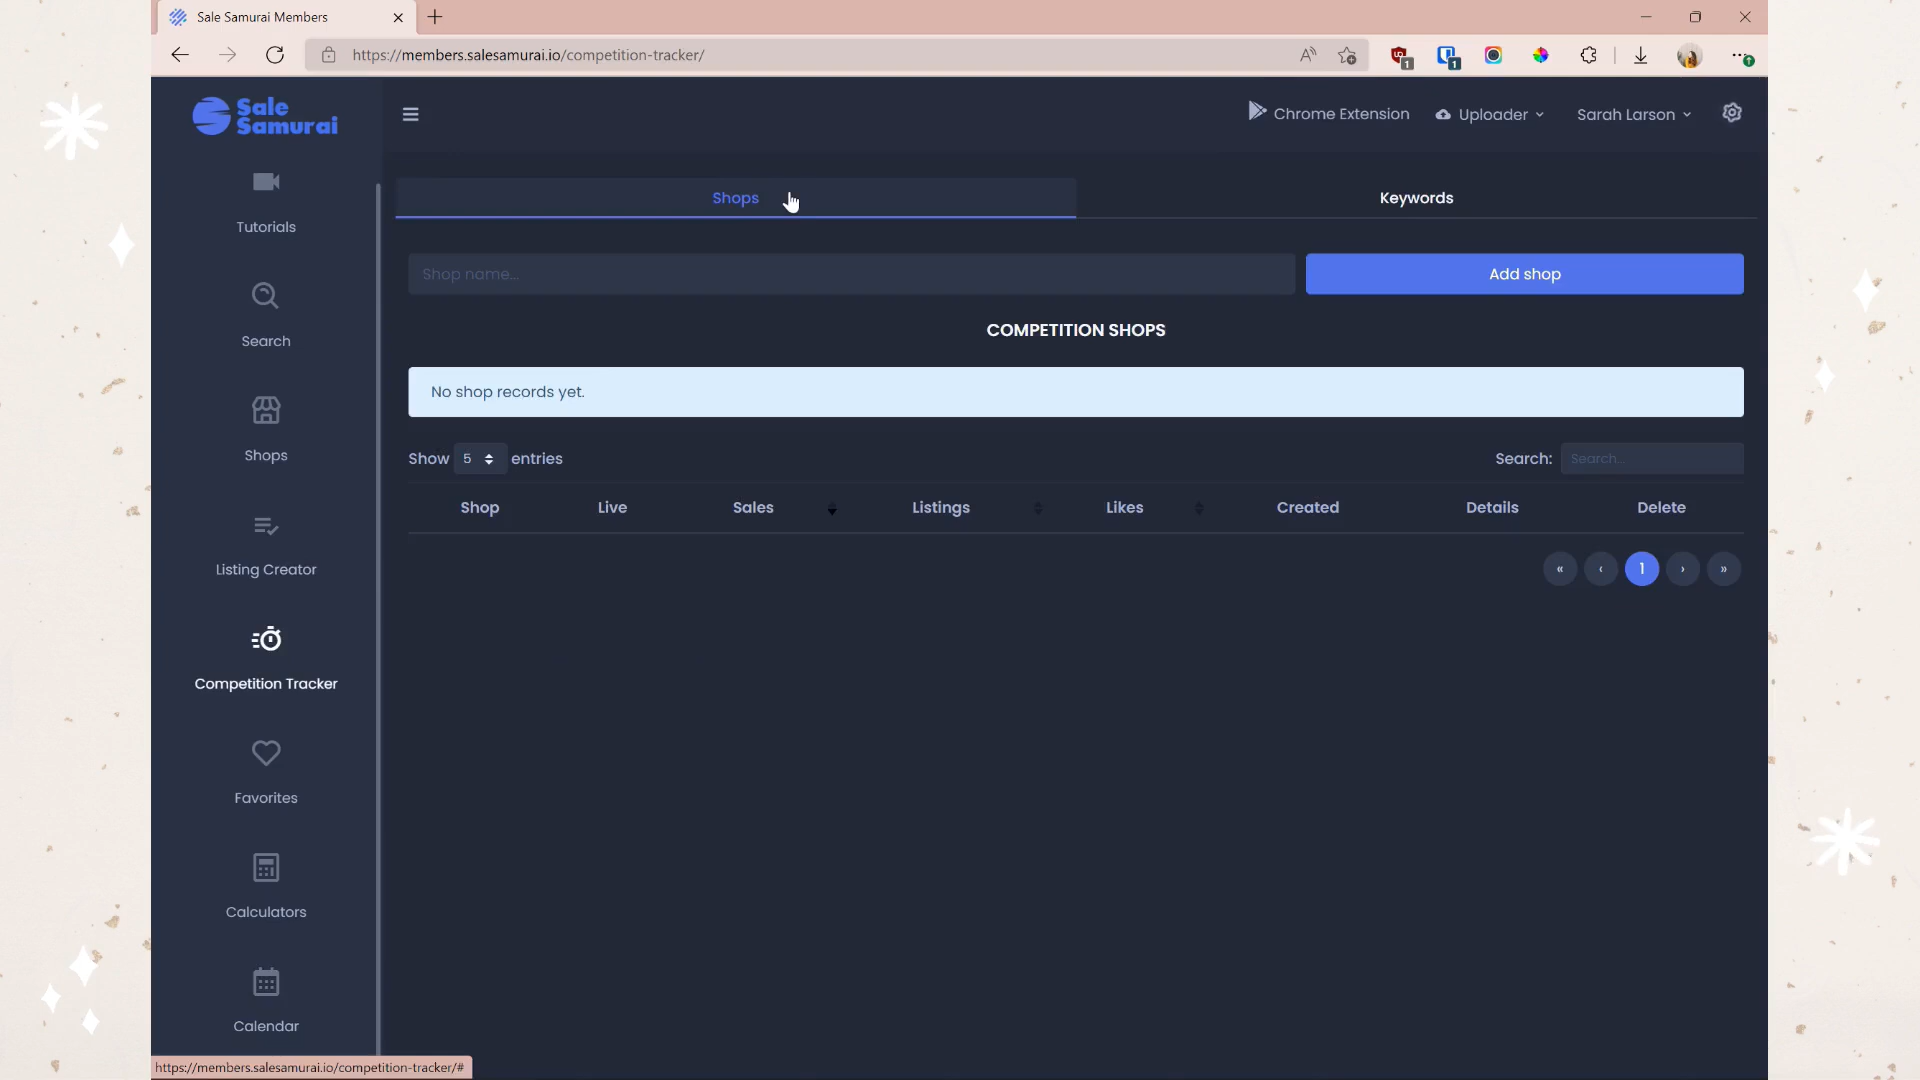 Sale Samurai Members
https://members.salesamurai.io/competition-tracker/
Sale
Samurai
Chrome Extension
Uploader
Sarah Larson
Tutorials
Search
Shops
Listing Creator
Competition Tracker
Favorites
Calculators
Calendar
Shops
Keywords
Shop name...
Add shop
COMPETITION SHOPS
No shop records yet.
Show 5 entries
Search: Search...
Shop Live Sales Listings Likes Created Details Delete
« ‹ 1 › »
https://members.salesamurai.io/competition-tracker/#